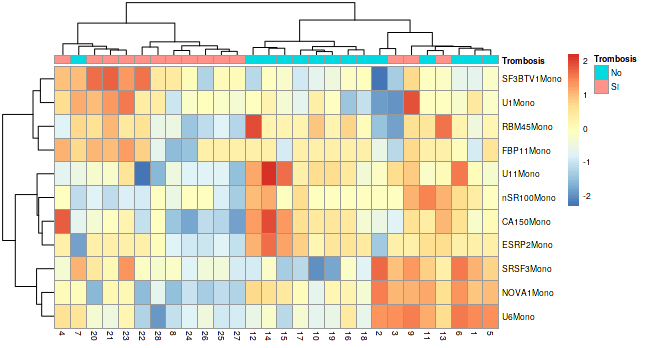 Trombosis
SF3BTV1Mono
U1Mono
RBM45Mono
FBP11Mono
U11Mono
nSR100Mono
CA150Mono
ESRP2Mono
SRSF3Mono
NOVA1Mono
U6Mono
4 7 20 21 23 22 28 8 24 26 25 27 12 14 15 17 10 19 16 18 2 3 9 11 13 6 1 5
2
1
0
-1
-2
Trombosis
No
SI